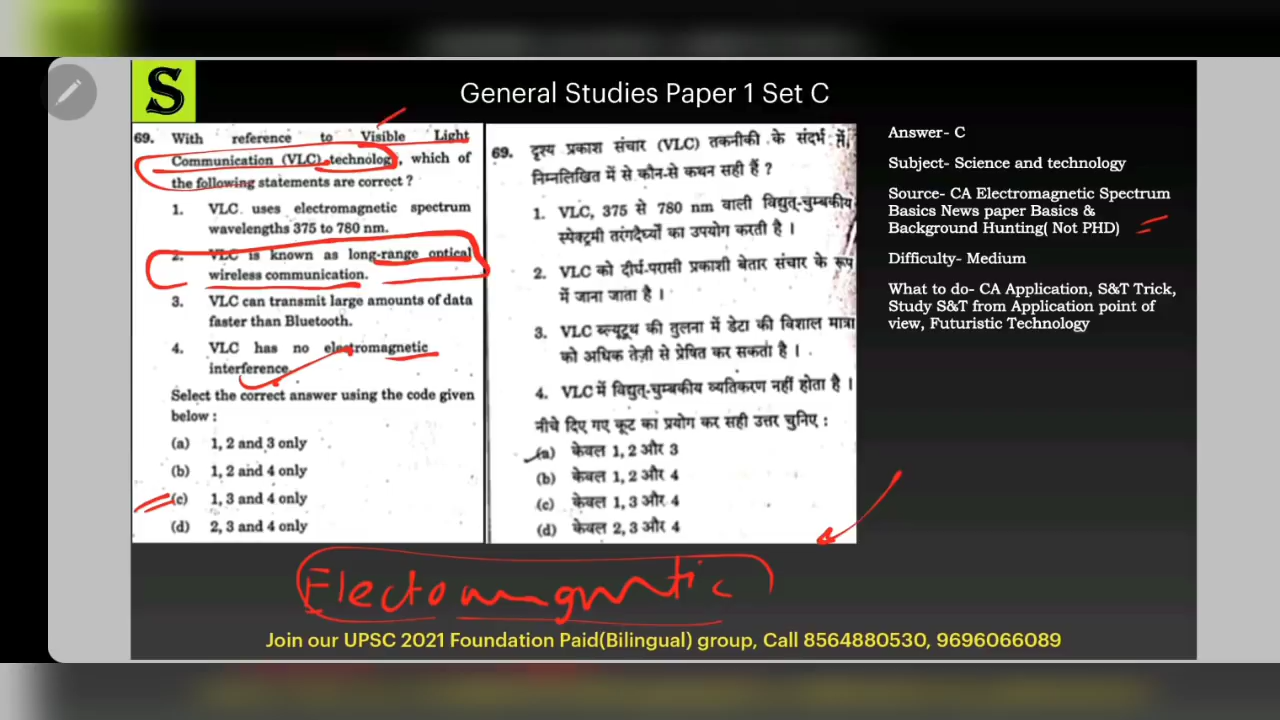 S
General Studies Paper 1 Set C
69. With reference to Visible Light
Communication (VLC) technolog, which of
the following statements are correct ?
1. VLC uses electromagnetic spectrum
wavelengths 375 to 780 nm.
2. VLC is known as long-range optical
wireless communication.
3. VLC can transmit large amounts of data
faster than Bluetooth.
4. VLC has no electromagnetic
interference.
Select the correct answer using the code given
below :
(a) 1, 2 and 3 only
(b) 1, 2 and 4 only
(c) 1, 3 and 4 only
(d) 2, 3 and 4 only
69. दृश्य प्रकाश संचार (VLC) तकनीकी के संदर्भ में,
निम्नलिखित में से कौन-से कथन सही हैं ?
1. VLC, 375 से 780 nm वाली विद्युत्-चुम्बकीय
स्पेक्ट्रमी तरंगदैर्घ्यों का उपयोग करती है ।
2. VLC को दीर्घ-परासी प्रकाशी बेतार संचार के रूप
में जाना जाता है ।
3. VLC ब्ल्यूटूथ की तुलना में डेटा की विशाल मात्रा
को अधिक तेज़ी से प्रेषित कर सकता है ।
4. VLC में विद्युत्-चुम्बकीय व्यतिकरण नहीं होता है ।
नीचे दिए गए कूट का प्रयोग कर सही उत्तर चुनिए :
(a) केवल 1, 2 और 3
(b) केवल 1, 2 और 4
(c) केवल 1, 3 और 4
(d) केवल 2, 3 और 4
Answer- C
Subject- Science and technology
Source- CA Electromagnetic Spectrum
Basics News paper Basics &
Background Hunting( Not PHD)
Difficulty- Medium
What to do- CA Application, S&T Trick,
Study S&T from Application point of
view, Futuristic Technology
Electomagnetic
Join our UPSC 2021 Foundation Paid(Bilingual) group, Call 8564880530, 9696066089